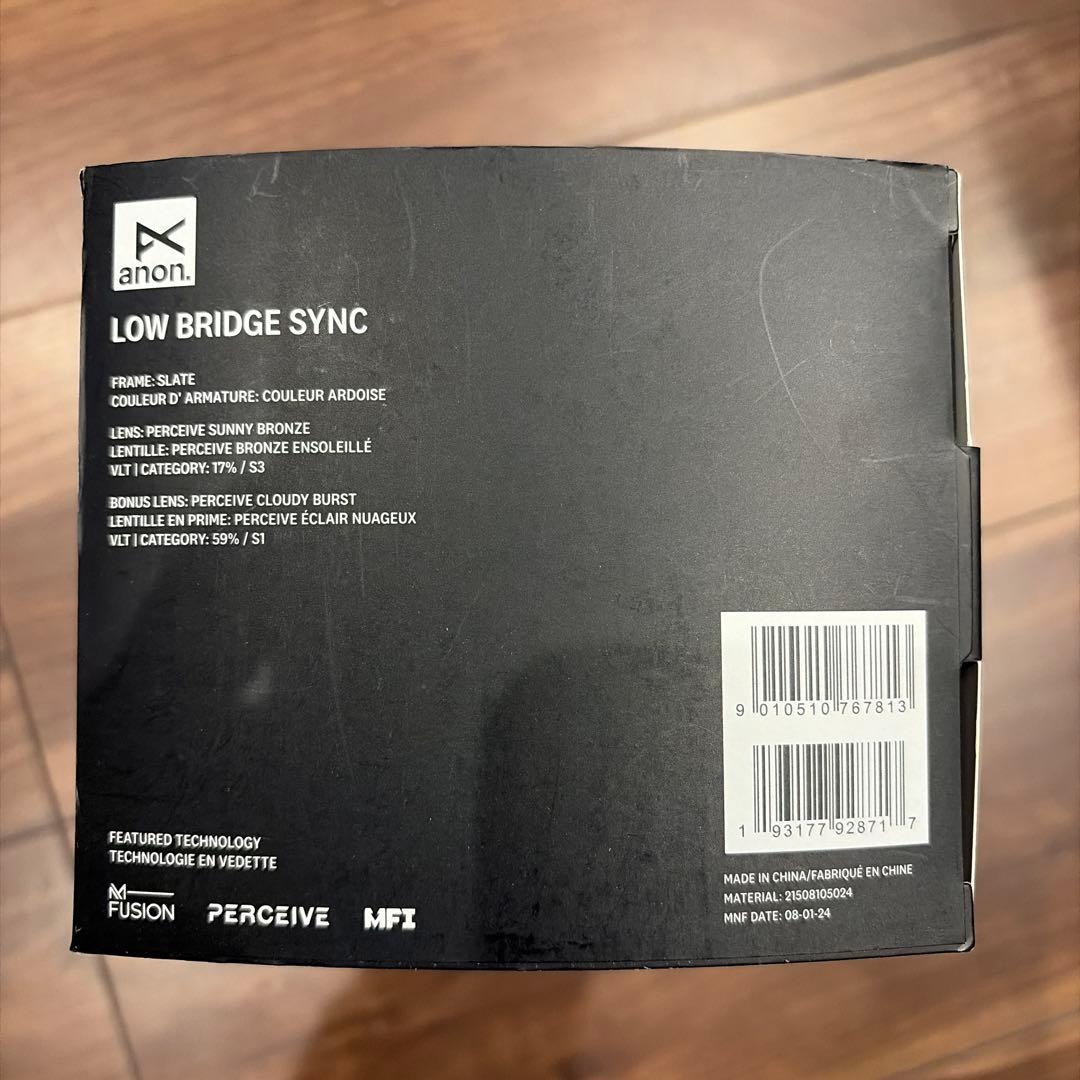 anon.
LOW BRIDGE SYNC
FRAME: SLATE
COULEUR D' ARMATURE: COULEUR ARDOISE
LENS: PERCEIVE SUNNY BRONZE
LENTILLE: PERCEIVE BRONZE ENSOLEILLÉ
VLT | CATEGORY: 17% / S3
BONUS LENS: PERCEIVE CLOUDY BURST
LENTILLE EN PRIME: PERCEIVE ÉCLAIR NUAGEUX
VLT | CATEGORY: 59% / S1
9 010510 767813
1 93177 92871 7
FEATURED TECHNOLOGY
TECHNOLOGIE EN VEDETTE
M-FUSION
PERCEIVE
MFI
MADE IN CHINA/FABRIQUÉ EN CHINE
MATERIAL: 21508105024
MNF DATE: 08-01-24